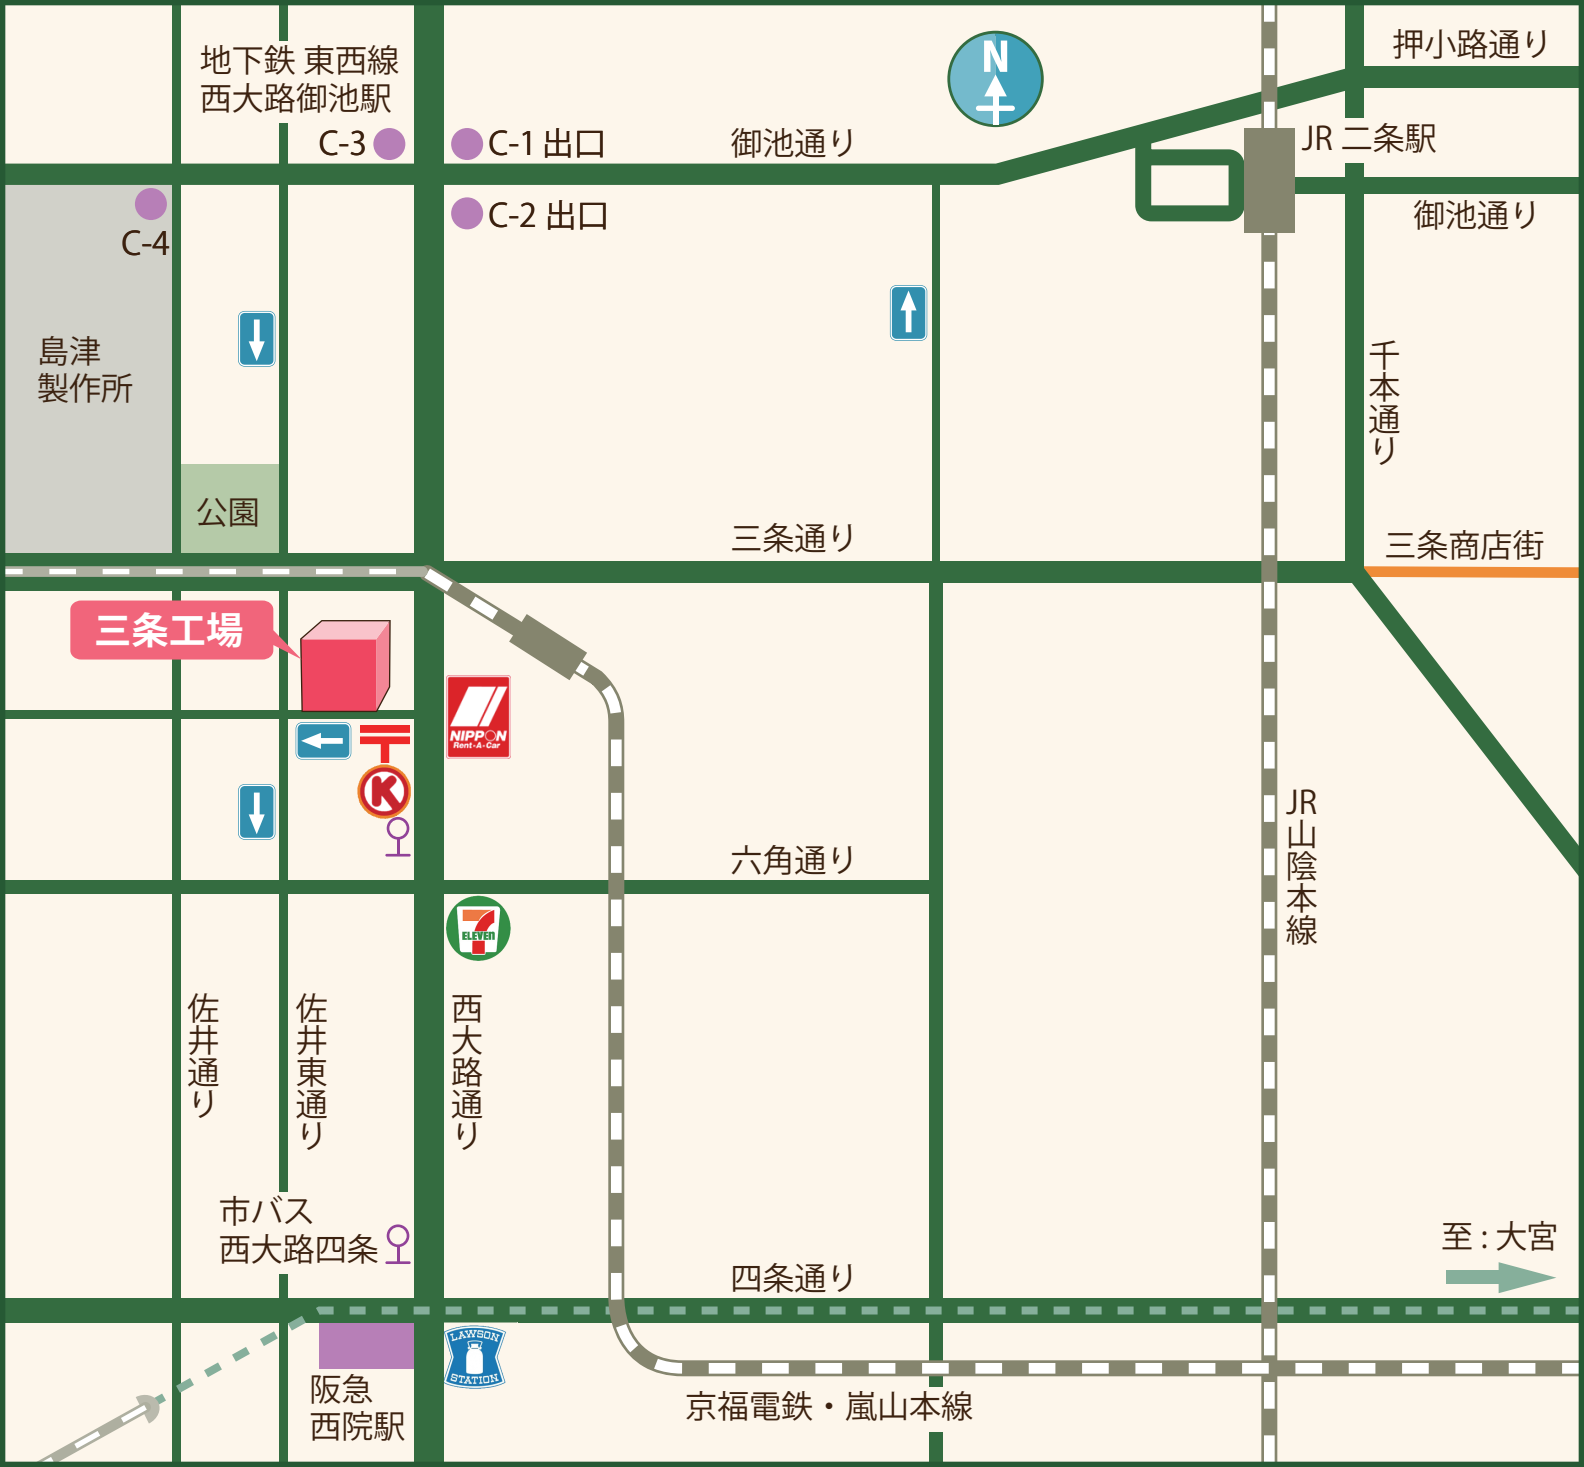 地下鉄 東西線
西大路御池駅
C-3
C-1 出口
御池通り
N
押小路通り
JR 二条駅
C-4
C-2 出口
御池通り
島津
製作所
千本通り
公園
三条通り
三条商店街
三条工場
NIPPON
Rent-A-Car
K
JR山陰本線
六角通り
7
ELEVEN
佐井通り
佐井東通り
西大路通り
市バス
西大路四条
四条通り
至 : 大宮
LAWSON
STATION
阪急
西院駅
京福電鉄・嵐山本線